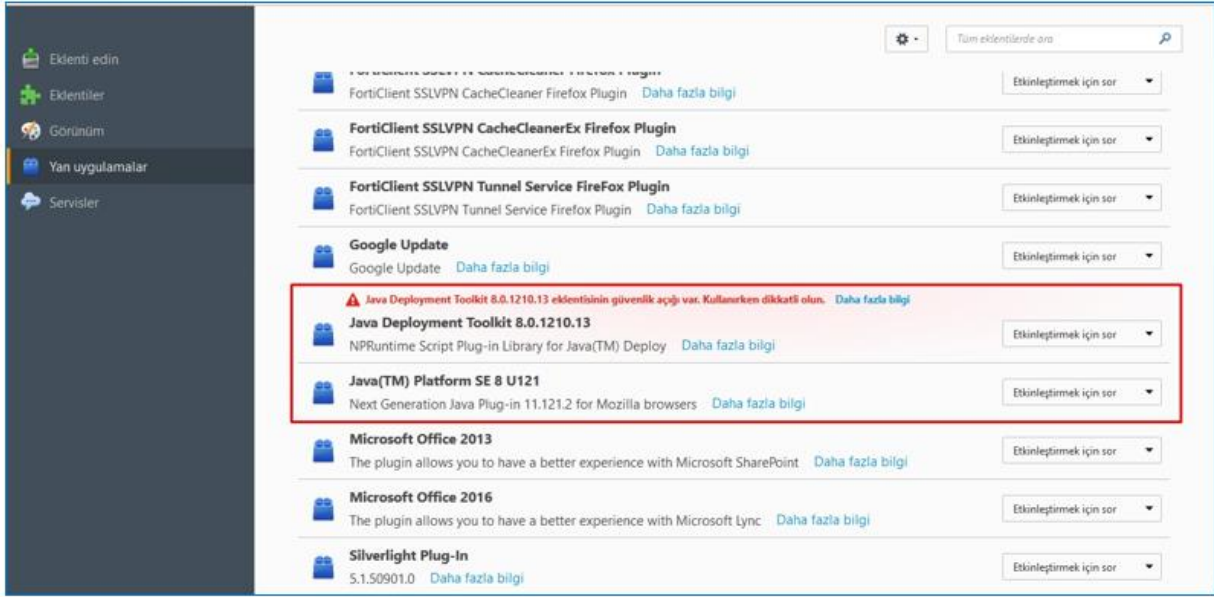 Tüm eklentilerde ara
Eklenti edin
Eklentiler
Görünüm
Yan uygulamalar
Servisler
FortiClient SSLVPN CacheCleaner Firefox Plugin
FortiClient SSLVPN CacheCleaner Firefox Plugin Daha fazla bilgi
Etkinleştirmek için sor
FortiClient SSLVPN CacheCleanerEx Firefox Plugin
FortiClient SSLVPN CacheCleanerEx Firefox Plugin Daha fazla bilgi
Etkinleştirmek için sor
FortiClient SSLVPN Tunnel Service FireFox Plugin
FortiClient SSLVPN Tunnel Service Firefox Plugin Daha fazla bilgi
Etkinleştirmek için sor
Google Update
Google Update Daha fazla bilgi
Etkinleştirmek için sor
Java Deployment Toolkit 8.0.1210.13 eklentisinin güvenlik açığı var. Kullanırken dikkatli olun. Daha fazla bilgi
Java Deployment Toolkit 8.0.1210.13
NPRuntime Script Plug-in Library for Java(TM) Deploy Daha fazla bilgi
Etkinleştirmek için sor
Java(TM) Platform SE 8 U121
Next Generation Java Plug-in 11.121.2 for Mozilla browsers Daha fazla bilgi
Etkinleştirmek için sor
Microsoft Office 2013
The plugin allows you to have a better experience with Microsoft SharePoint Daha fazla bilgi
Etkinleştirmek için sor
Microsoft Office 2016
The plugin allows you to have a better experience with Microsoft Lync Daha fazla bilgi
Etkinleştirmek için sor
Silverlight Plug-In
5.1.50901.0 Daha fazla bilgi
Etkinleştirmek için sor